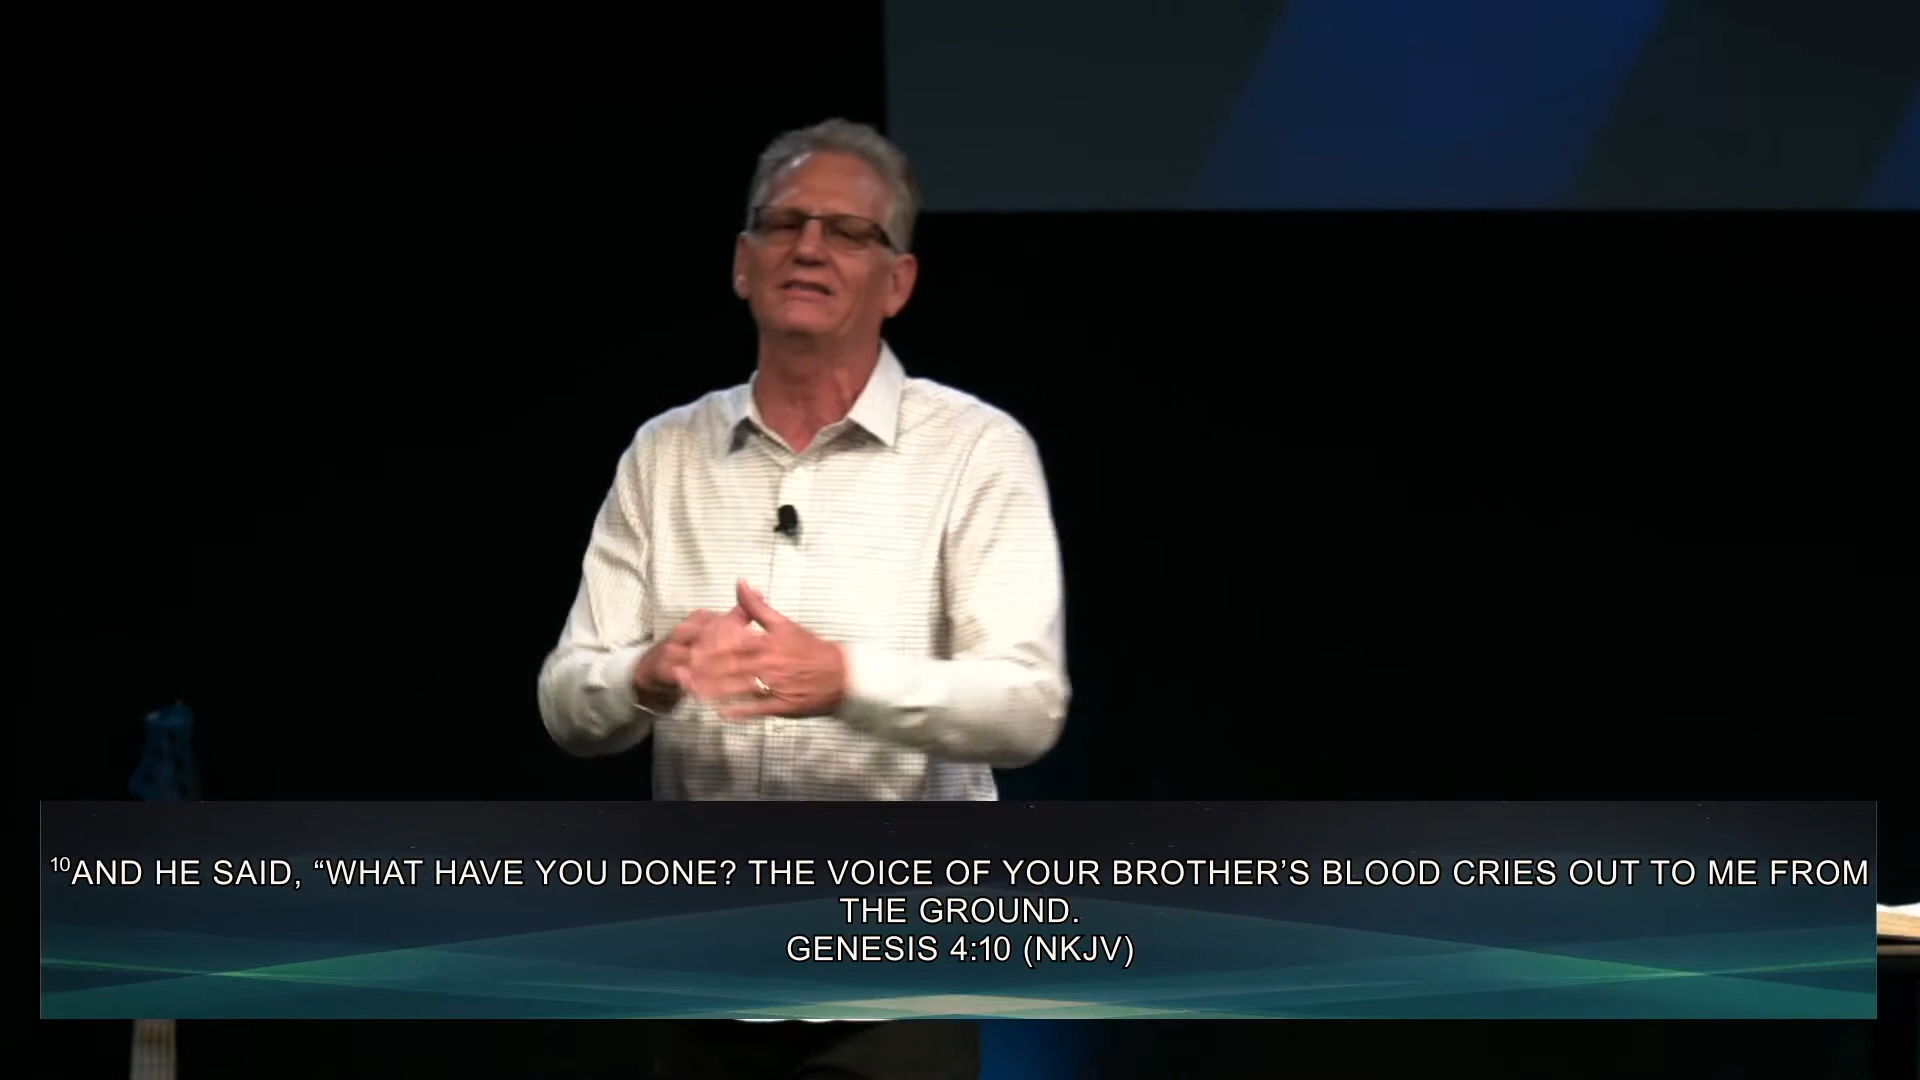 ¹⁰AND HE SAID, “WHAT HAVE YOU DONE? THE VOICE OF YOUR BROTHER’S BLOOD CRIES OUT TO ME FROM
THE GROUND.
GENESIS 4:10 (NKJV)